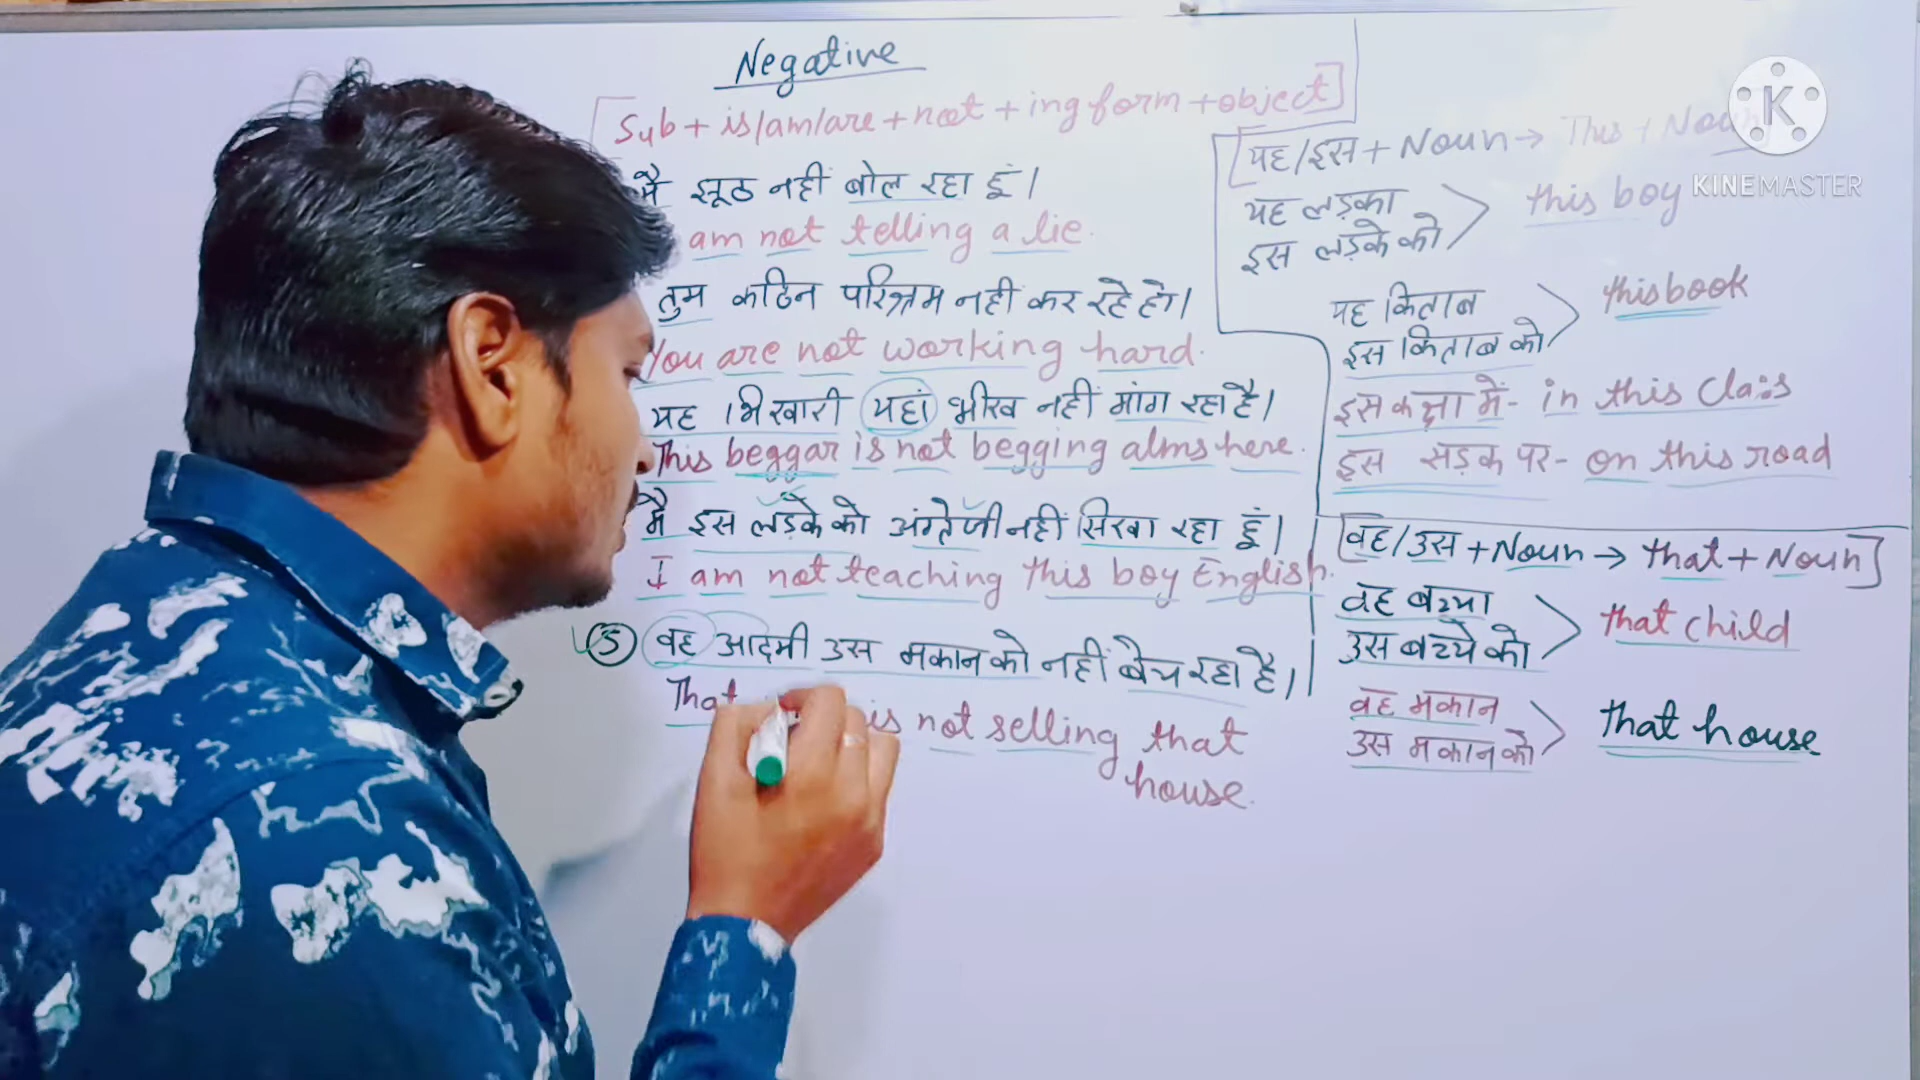 Negative
[Sub + is/am/are + not + ing form + object]
मै झूठ नही बोल रहा हूं।
am not telling a lie.
तुम कठिन परिश्रम नही कर रहे हो।
You are not working hard.
यह भिखारी यहां भीख नहीं मांग रहा है।
This beggar is not begging alms here.
मै इस लड़के को अंग्रेजी नहीं सिखा रहा हूं।
I am not teaching this boy English.
5 वह आदमी उस मकान को नहीं बेच रहा है।
That is not selling that
house.
[यह/इस + Noun → This + Noun
यह लड़का
इस लड़के को
this boy
यह किताब
इस किताब को
this book
इस कक्षा में - in this class
इस सड़क पर - on this road
[वह/उस + Noun → that + Noun]
वह बच्चा
उस बच्चे को
that child
वह मकान
उस मकान को
that house
K
KINEMASTER